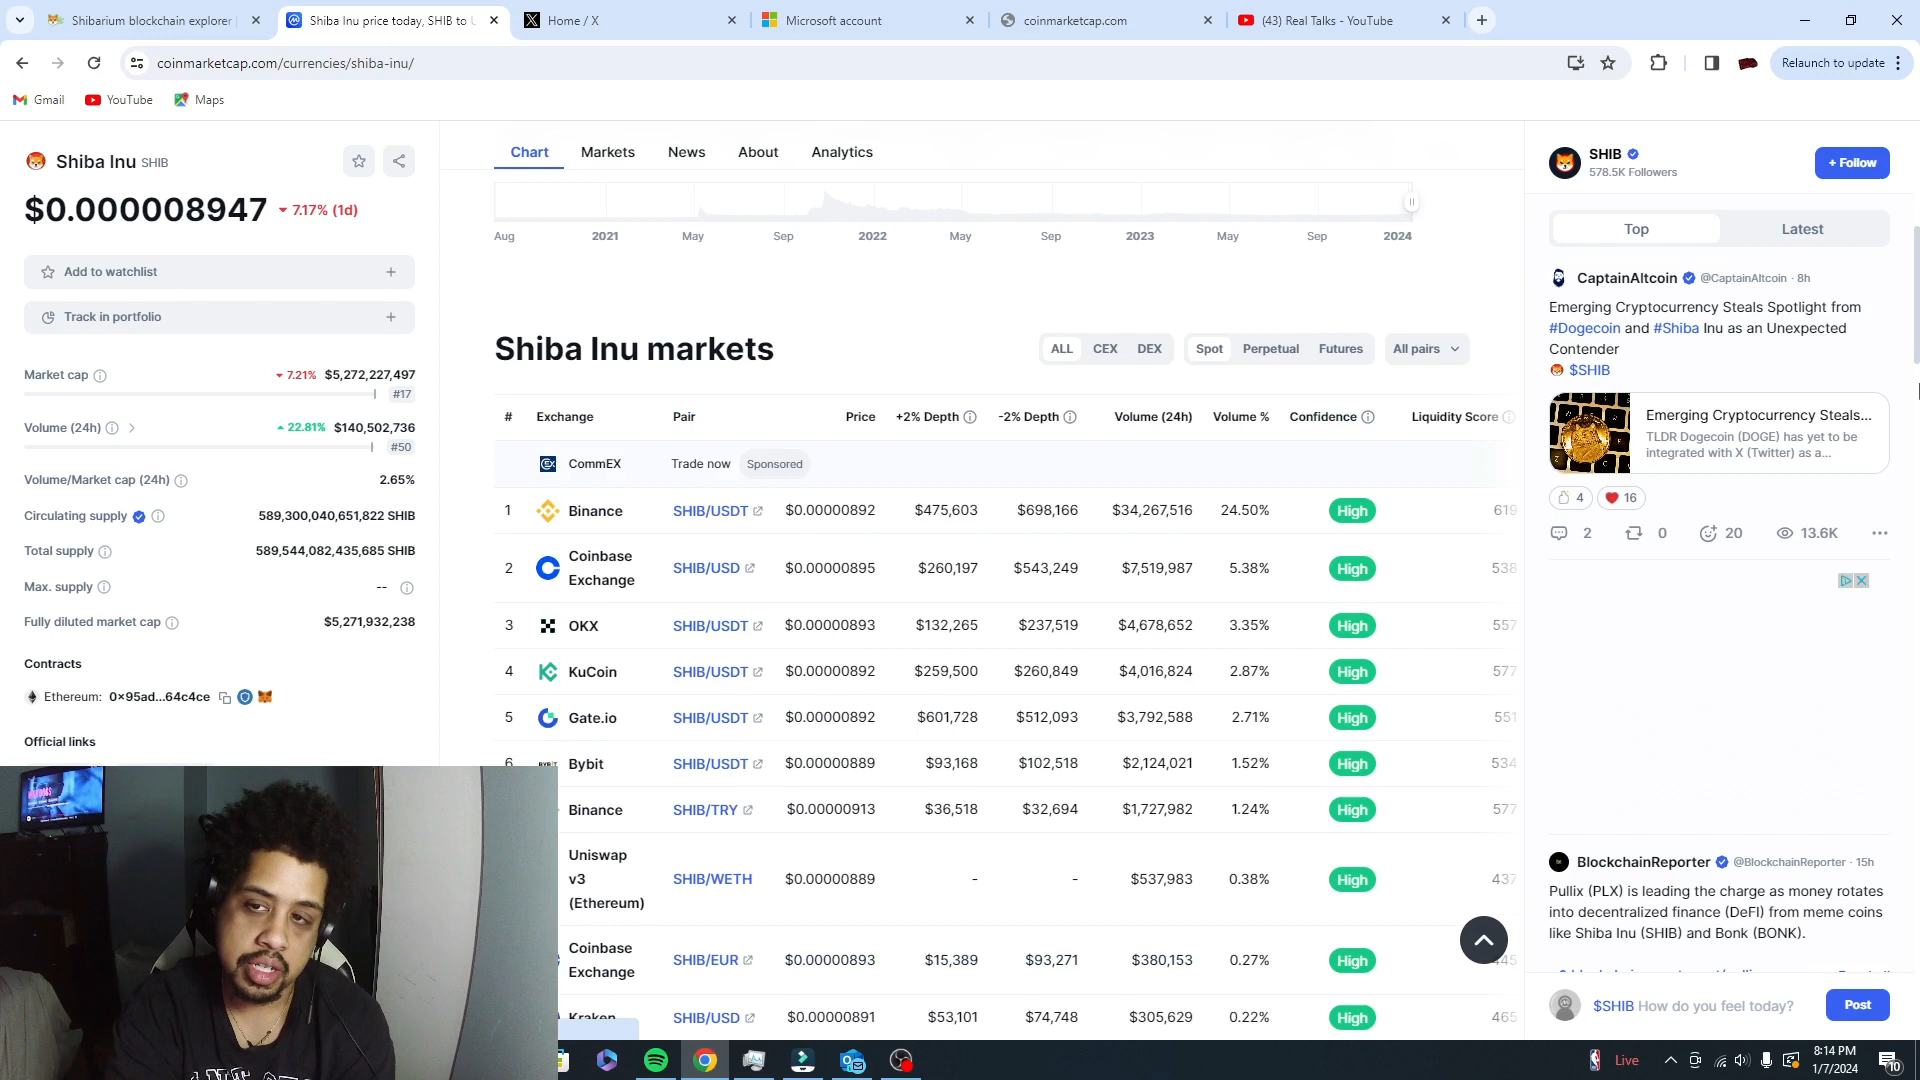 Shibarium blockchain explorer
Shiba Inu price today, SHIB to U
Home / X
Microsoft account
coinmarketcap.com
(43) Real Talks - YouTube
coinmarketcap.com/currencies/shiba-inu/
Relaunch to update
Gmail
YouTube
Maps
Shiba Inu SHIB
$0.000008947
7.17% (1d)
Add to watchlist
Track in portfolio
Market cap
7.21% $5,272,227,497
#17
Volume (24h)
22.81% $140,502,736
#50
Volume/Market cap (24h) 2.65%
Circulating supply 589,300,040,651,822 SHIB
Total supply 589,544,082,435,685 SHIB
Max. supply --
Fully diluted market cap $5,271,932,238
Contracts
Ethereum: 0x95ad...64c4ce
Official links
Chart Markets News About Analytics
Aug 2021 May Sep 2022 May Sep 2023 May Sep 2024
Shiba Inu markets
ALL CEX DEX
Spot Perpetual Futures
All pairs
# Exchange Pair Price +2% Depth -2% Depth Volume (24h) Volume % Confidence Liquidity Score
CommEX Trade now Sponsored
1 Binance SHIB/USDT $0.00000892 $475,603 $698,166 $34,267,516 24.50% High 619
2 Coinbase Exchange SHIB/USD $0.00000895 $260,197 $543,249 $7,519,987 5.38% High 538
3 OKX SHIB/USDT $0.00000893 $132,265 $237,519 $4,678,652 3.35% High 557
4 KuCoin SHIB/USDT $0.00000892 $259,500 $260,849 $4,016,824 2.87% High 577
5 Gate.io SHIB/USDT $0.00000892 $601,728 $512,093 $3,792,588 2.71% High 551
6 Bybit SHIB/USDT $0.00000889 $93,168 $102,518 $2,124,021 1.52% High 534
Binance SHIB/TRY $0.00000913 $36,518 $32,694 $1,727,982 1.24% High 577
Uniswap v3 (Ethereum) SHIB/WETH $0.00000889 - - $537,983 0.38% High 437
Coinbase Exchange SHIB/EUR $0.00000893 $15,389 $93,271 $380,153 0.27% High 445
Kraken SHIB/USD $0.00000891 $53,101 $74,748 $305,629 0.22% High 465
SHIB
578.5K Followers
+ Follow
Top
Latest
CaptainAltcoin @CaptainAltcoin · 8h
Emerging Cryptocurrency Steals Spotlight from
#Dogecoin and #Shiba Inu as an Unexpected
Contender
$SHIB
Emerging Cryptocurrency Steals...
TLDR Dogecoin (DOGE) has yet to be
integrated with X (Twitter) as a...
4 16
2 0 20 13.6K
BlockchainReporter @BlockchainReporter · 15h
Pullix (PLX) is leading the charge as money rotates
into decentralized finance (DeFI) from meme coins
like Shiba Inu (SHIB) and Bonk (BONK).
$SHIB How do you feel today?
Post
Live
8:14 PM
1/7/2024
10